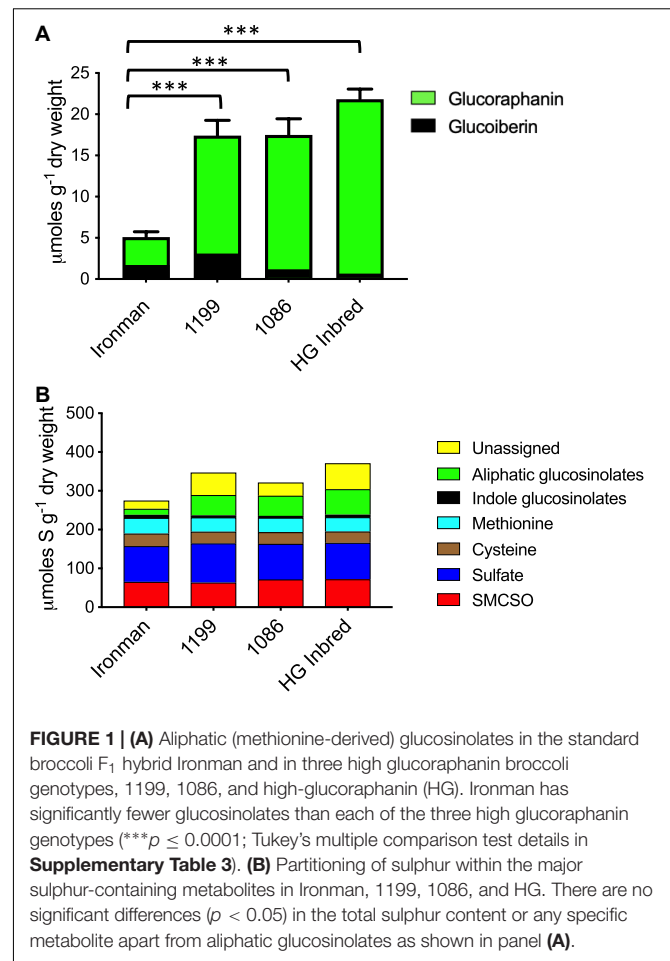 A
***
***
***
25
20
15
10
5
0
μmoles g-1 dry weight
Glucoraphanin
Glucoiberin
Ironman
1199
1086
HG Inbred
B
500
400
300
200
100
0
μmoles S g-1 dry weight
Unassigned
Aliphatic glucosinolates
Indole glucosinolates
Methionine
Cysteine
Sulfate
SMCSO
Ironman
1199
1086
HG Inbred
FIGURE 1 | (A) Aliphatic (methionine-derived) glucosinolates in the standard
broccoli F1 hybrid Ironman and in three high glucoraphanin broccoli
genotypes, 1199, 1086, and high-glucoraphanin (HG). Ironman has
significantly fewer glucosinolates than each of the three high glucoraphanin
genotypes (***p ≤ 0.0001; Tukey's multiple comparison test details in
Supplementary Table 3). (B) Partitioning of sulphur within the major
sulphur-containing metabolites in Ironman, 1199, 1086, and HG. There are no
significant differences (p < 0.05) in the total sulphur content or any specific
metabolite apart from aliphatic glucosinolates as shown in panel (A).